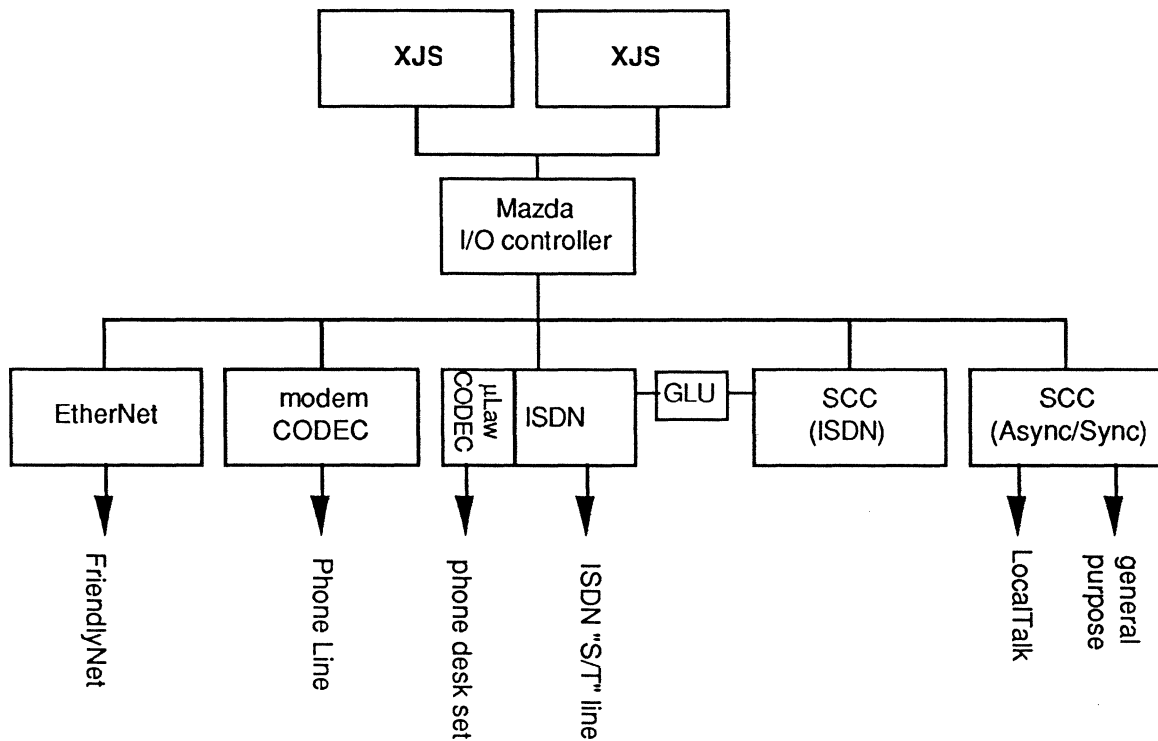 XJS
XJS
Mazda
I/O controller
EtherNet
modem
CODEC
µLaw
CODEC
ISDN
GLU
SCC
(ISDN)
SCC
(Async/Sync)
FriendlyNet
Phone Line
phone desk set
ISDN "S/T" line
LocalTalk
general
purpose